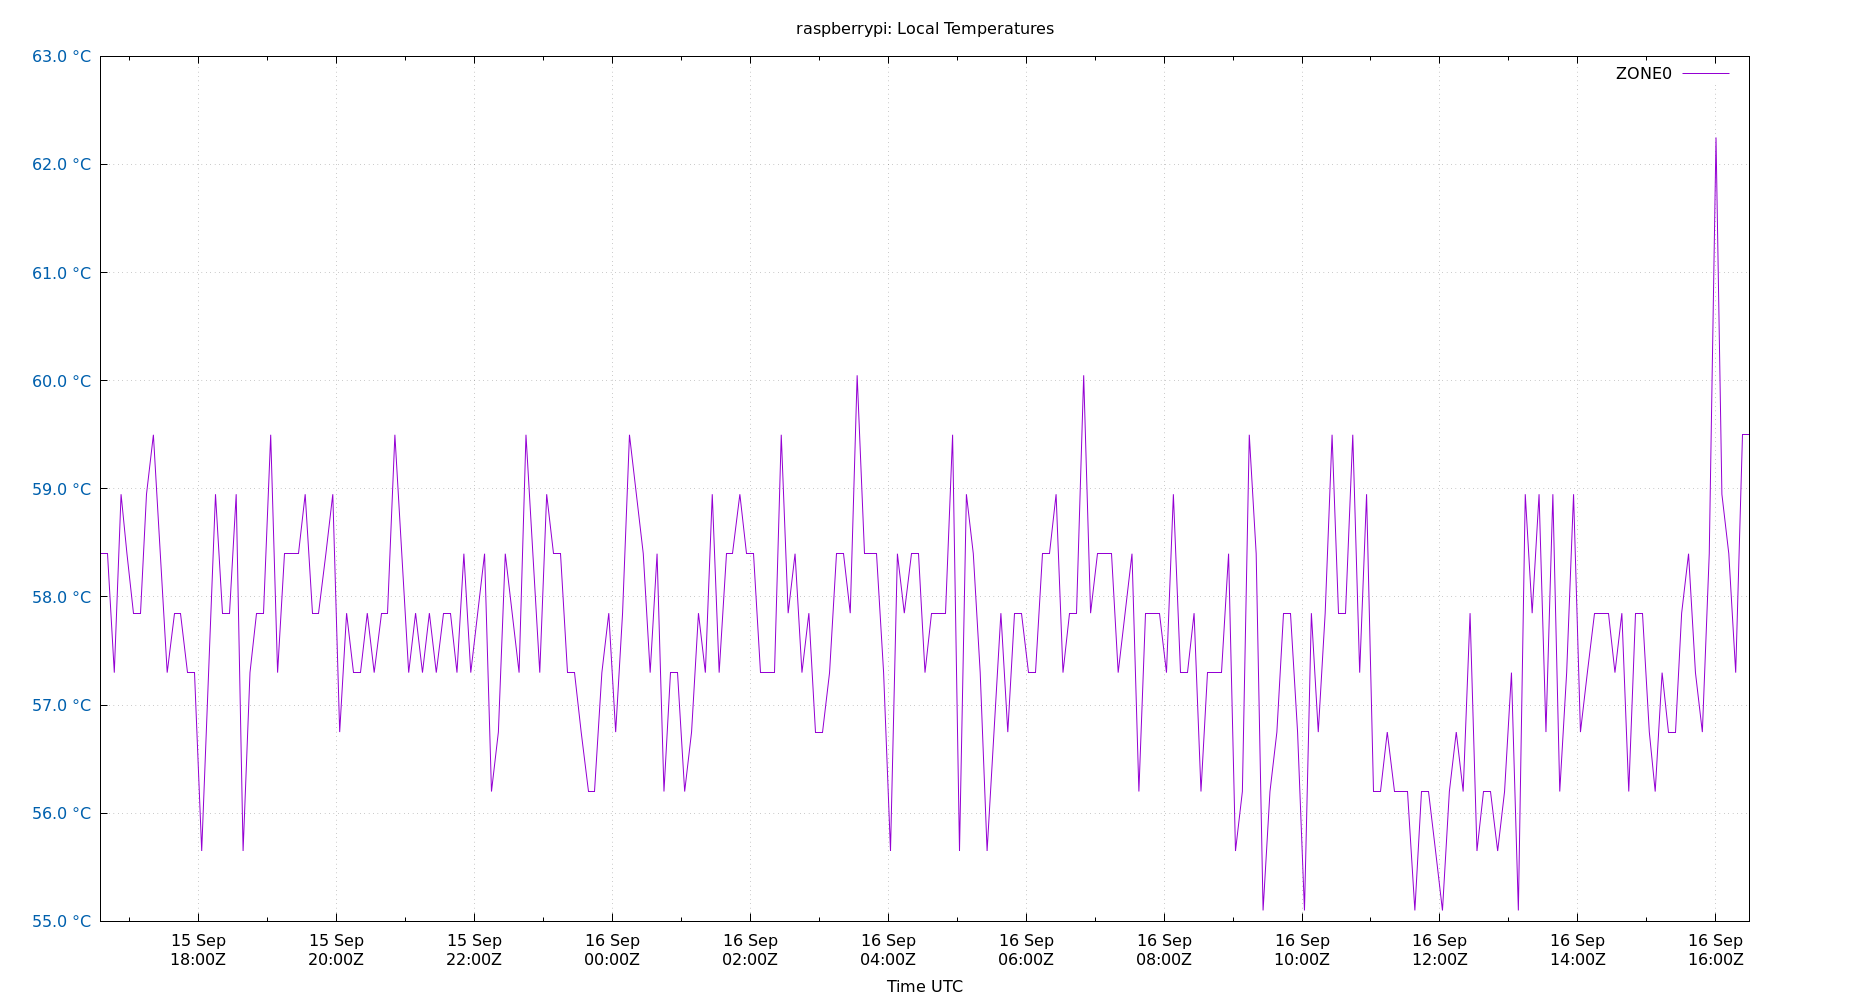 raspberrypi: Local Temperatures
63.0 °C
ZONE0
62.0 °C
61.0 °C
60.0 °C
59.0 °C
58.0 °C
57.0 °C
56.0 °C
55.0 °C
15 Sep 15 Sep 15 Sep 16 Sep 16 Sep 16 Sep 16 Sep 16 Sep 16 Sep 16 Sep 16 Sep 16 Sep
18:00Z 20:00Z 22:00Z 00:00Z 02:00Z 04:00Z 06:00Z 08:00Z 10:00Z 12:00Z 14:00Z 16:00Z
Time UTC